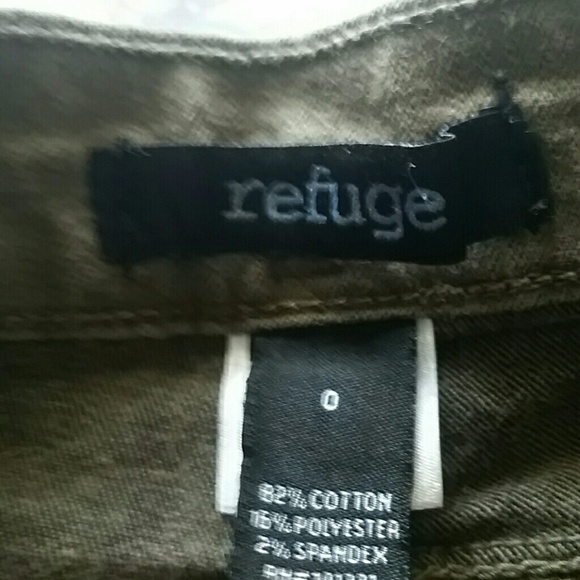 refuge
0
82% COTTON
16% POLYESTER
2% SPANDEX